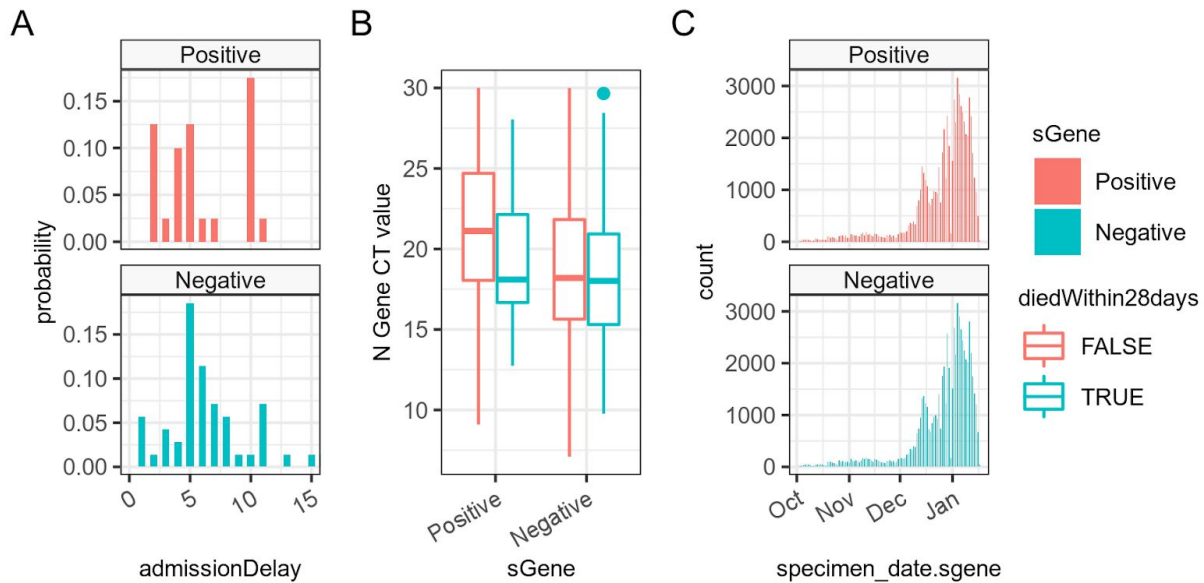 A
B
C
Positive
0.15
0.10
0.05
0.00
Negative
0.15
0.10
0.05
0.00
0
5
10
15
probability
admissionDelay
30
25
20
15
10
N Gene CT value
Positive
Negative
sGene
Positive
3000
2000
1000
0
Negative
3000
2000
1000
0
count
Oct
Nov
Dec
Jan
specimen_date.sgene
sGene
Positive
Negative
diedWithin28days
FALSE
TRUE